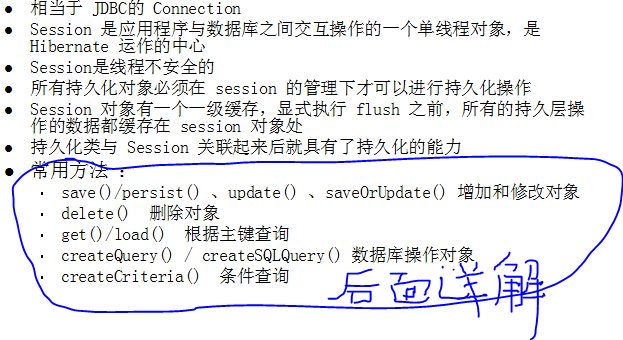 ● 相当于 JDBC的 Connection
● Session 是应用程序与数据库之间交互操作的一个单线程对象，是
Hibernate 运作的中心
● Session是线程不安全的
● 所有持久化对象必须在 session 的管理下才可以进行持久化操作
● Session 对象有一个一级缓存，显式执行 flush 之前，所有的持久层操
作的数据都缓存在 session 对象处
● 持久化类与 Session 关联起来后就具有了持久化的能力
● 常用方法 ：
· save()/persist() 、update() 、saveOrUpdate() 增加和修改对象
· delete() 删除对象
· get()/load() 根据主键查询
· createQuery() / createSQLQuery() 数据库操作对象
· createCriteria() 条件查询
后面详解